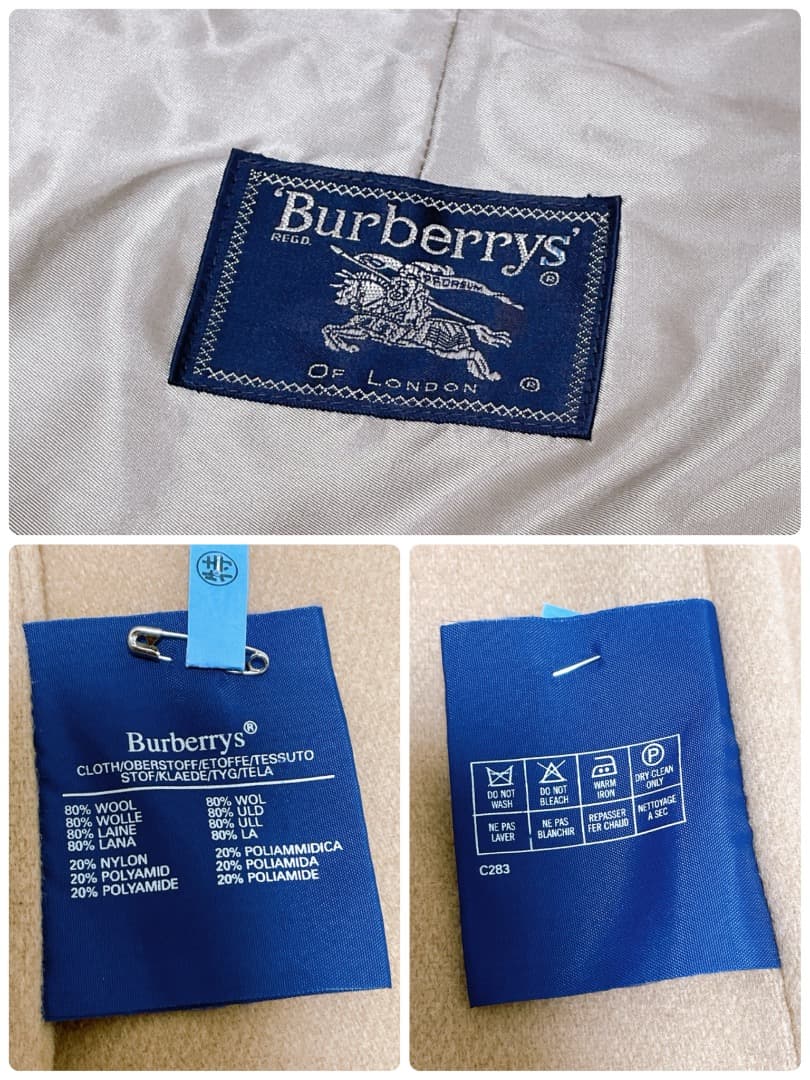 'Burberrys'
REGD.
®
OF LONDON ®
Burberrys®
CLOTH/OBERSTOFF/ETOFFE/TESSUTO
STOF/KLAEDE/TYG/TELA
80% WOOL
80% WOLLE
80% LAINE
80% LANA
20% NYLON
20% POLYAMID
20% POLYAMIDE
80% WOL
80% ULD
80% ULL
80% LA
20% POLIAMMIDICA
20% POLIAMIDA
20% POLIAMIDE
DO NOT
WASH
DO NOT
BLEACH
WARM
IRON
P
DRY CLEAN
ONLY
NE PAS
LAVER
NE PAS
BLANCHIR
REPASSER
FER CHAUD
NETTOYAGE
A SEC
C283